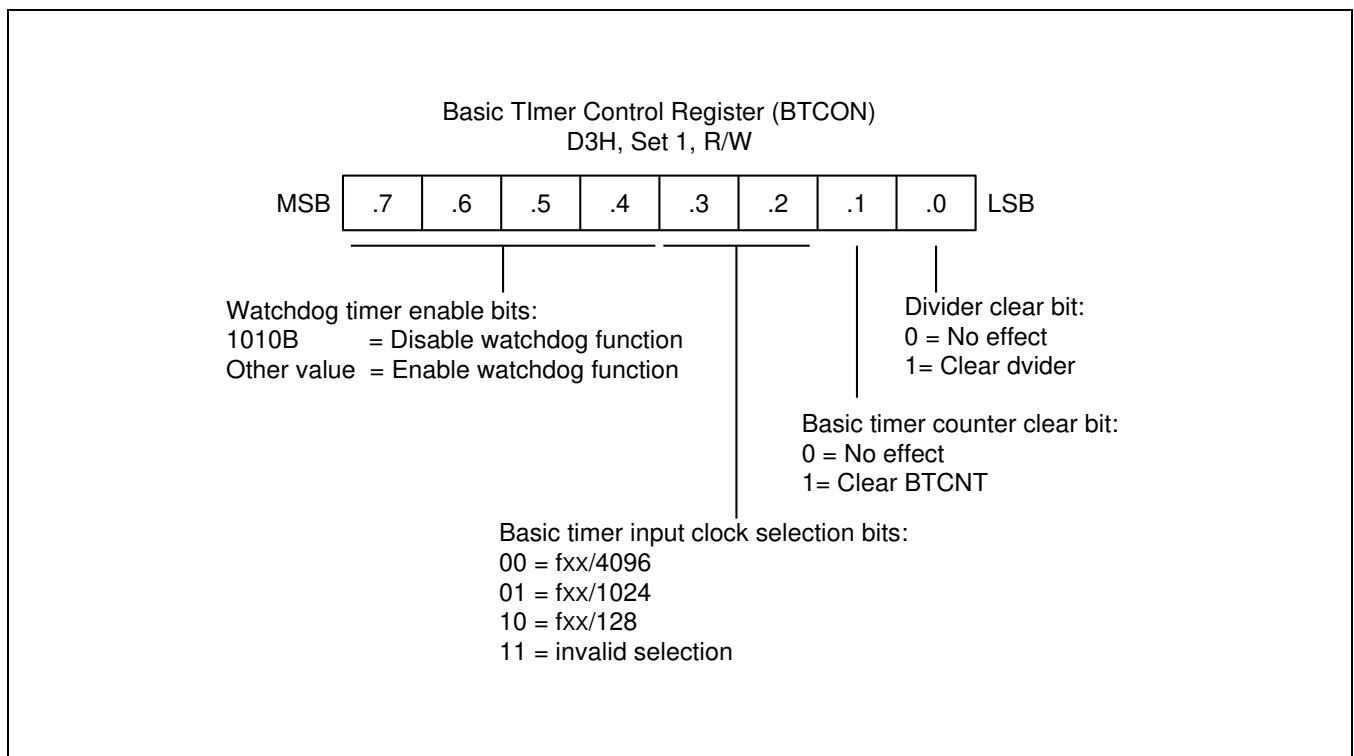 Basic TImer Control Register (BTCON)
D3H, Set 1, R/W
MSB .7 .6 .5 .4 .3 .2 .1 .0 LSB
Watchdog timer enable bits:
1010B = Disable watchdog function
Other value = Enable watchdog function
Divider clear bit:
0 = No effect
1= Clear dvider
Basic timer counter clear bit:
0 = No effect
1= Clear BTCNT
Basic timer input clock selection bits:
00 = fxx/4096
01 = fxx/1024
10 = fxx/128
11 = invalid selection